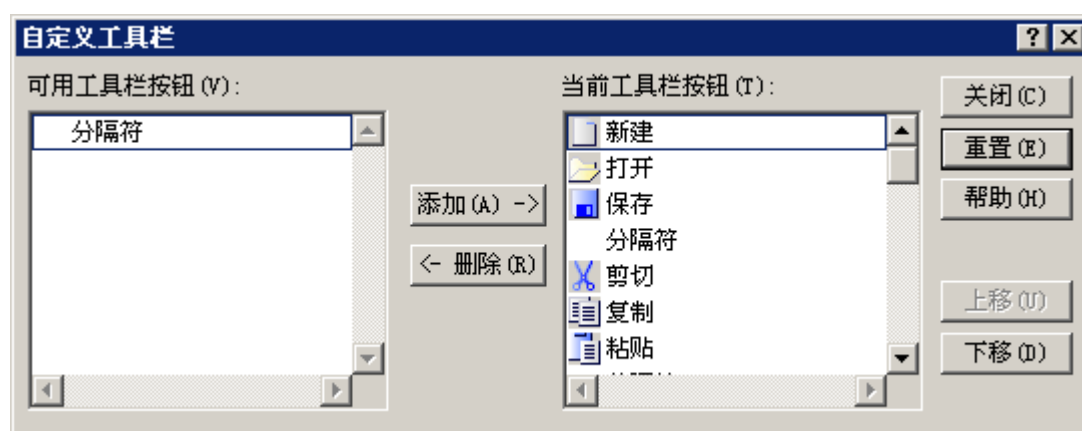 自定义工具栏
可用工具栏按钮(V):
分隔符
添加(A) ->
<- 删除(R)
当前工具栏按钮(T):
新建
打开
保存
分隔符
剪切
复制
粘贴
关闭(C)
重置(E)
帮助(H)
上移(U)
下移(D)